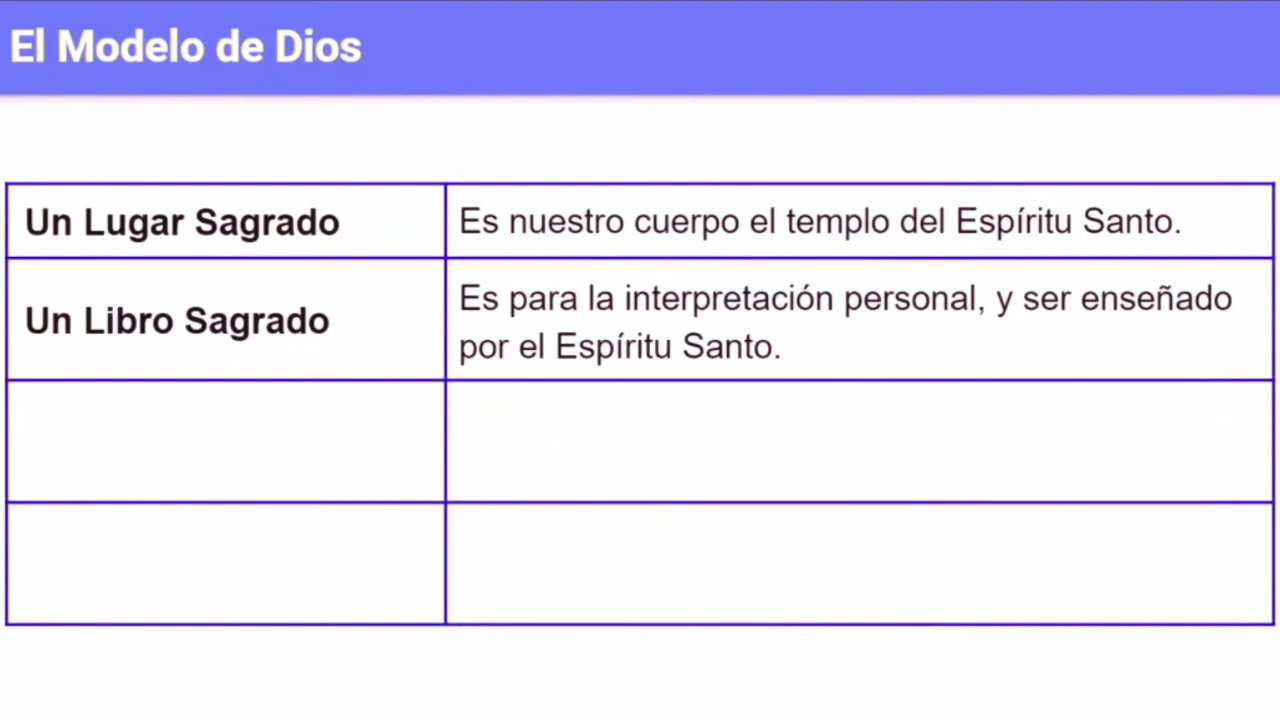 El Modelo de Dios
Un Lugar Sagrado
Es nuestro cuerpo el templo del Espíritu Santo.
Un Libro Sagrado
Es para la interpretación personal, y ser enseñado
por el Espíritu Santo.